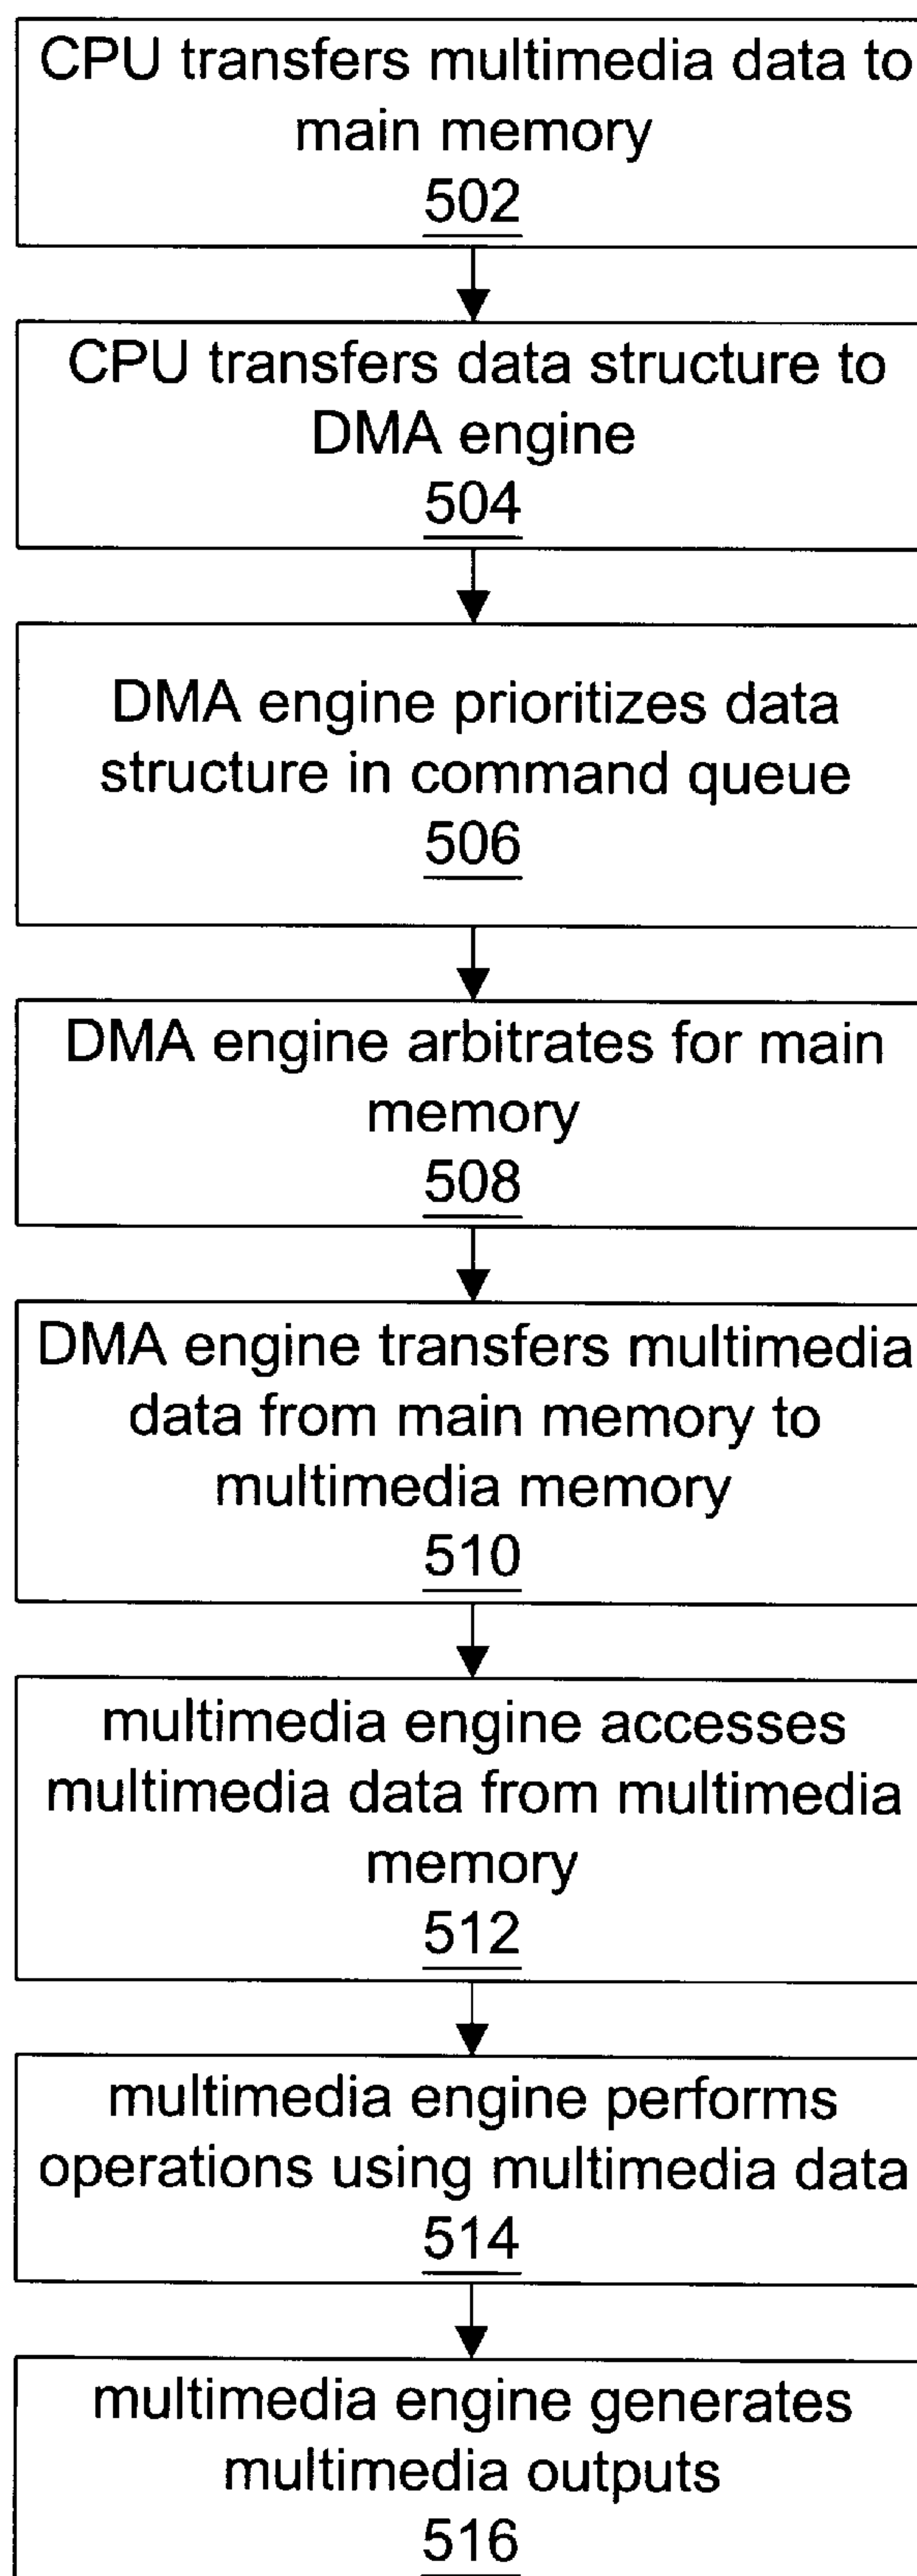 CPU transfers multimedia data to
main memory
502
CPU transfers data structure to
DMA engine
504
DMA engine prioritizes data
structure in command queue
506
DMA engine arbitrates for main
memory
508
DMA engine transfers multimedia
data from main memory to
multimedia memory
510
multimedia engine accesses
multimedia data from multimedia
memory
512
multimedia engine performs
operations using multimedia data
514
multimedia engine generates
multimedia outputs
516